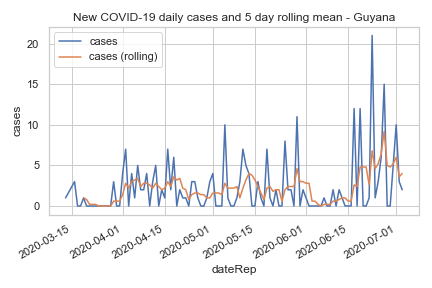 New COVID-19 daily cases and 5 day rolling mean - Guyana
cases
cases (rolling)
20
15
10
5
0
cases
2020-03-15
2020-04-01
2020-04-15
2020-05-01
2020-05-15
2020-06-01
2020-06-15
2020-07-01
dateRep